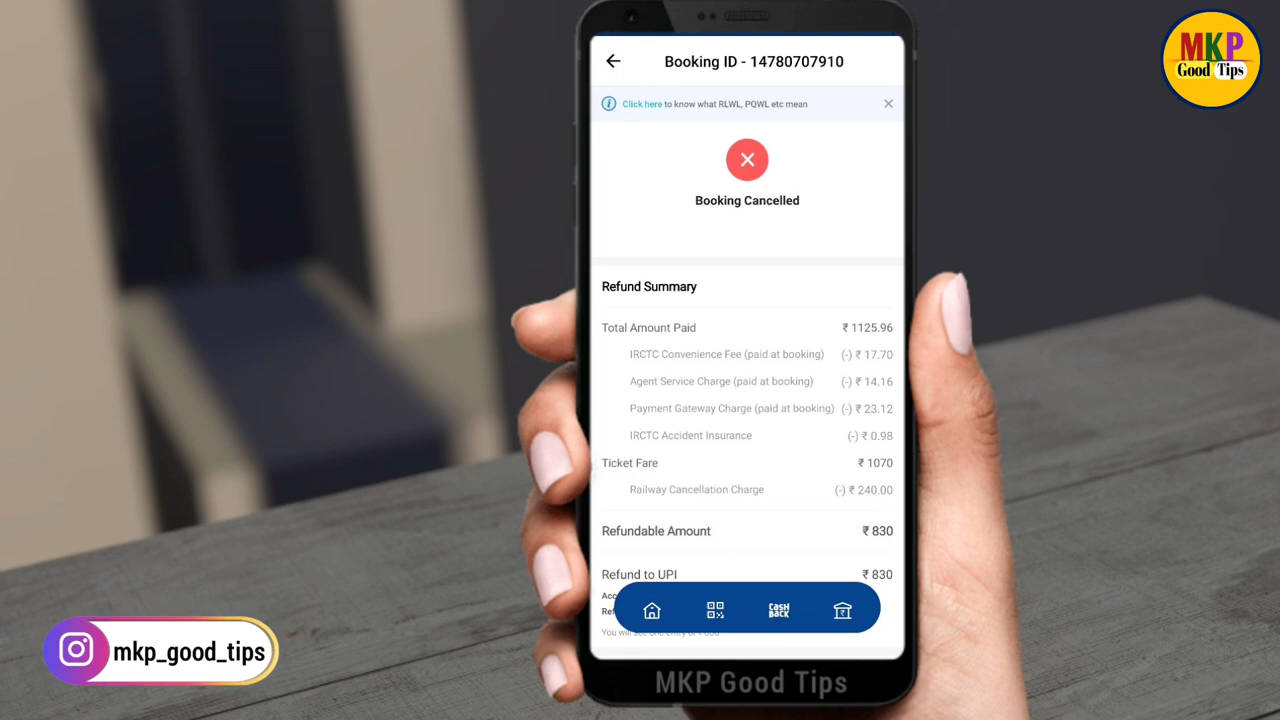 MKP
Good Tips
Booking ID - 14780707910
Click here to know what RLWL, PQWL etc mean
Booking Cancelled
Refund Summary
Total Amount Paid ₹ 1125.96
IRCTC Convenience Fee (paid at booking) (-) ₹ 17.70
Agent Service Charge (paid at booking) (-) ₹ 14.16
Payment Gateway Charge (paid at booking) (-) ₹ 23.12
IRCTC Accident Insurance (-) ₹ 0.98
Ticket Fare ₹ 1070
Railway Cancellation Charge (-) ₹ 240.00
Refundable Amount ₹ 830
Refund to UPI ₹ 830
CASH
BACK
mkp_good_tips
MKP Good Tips